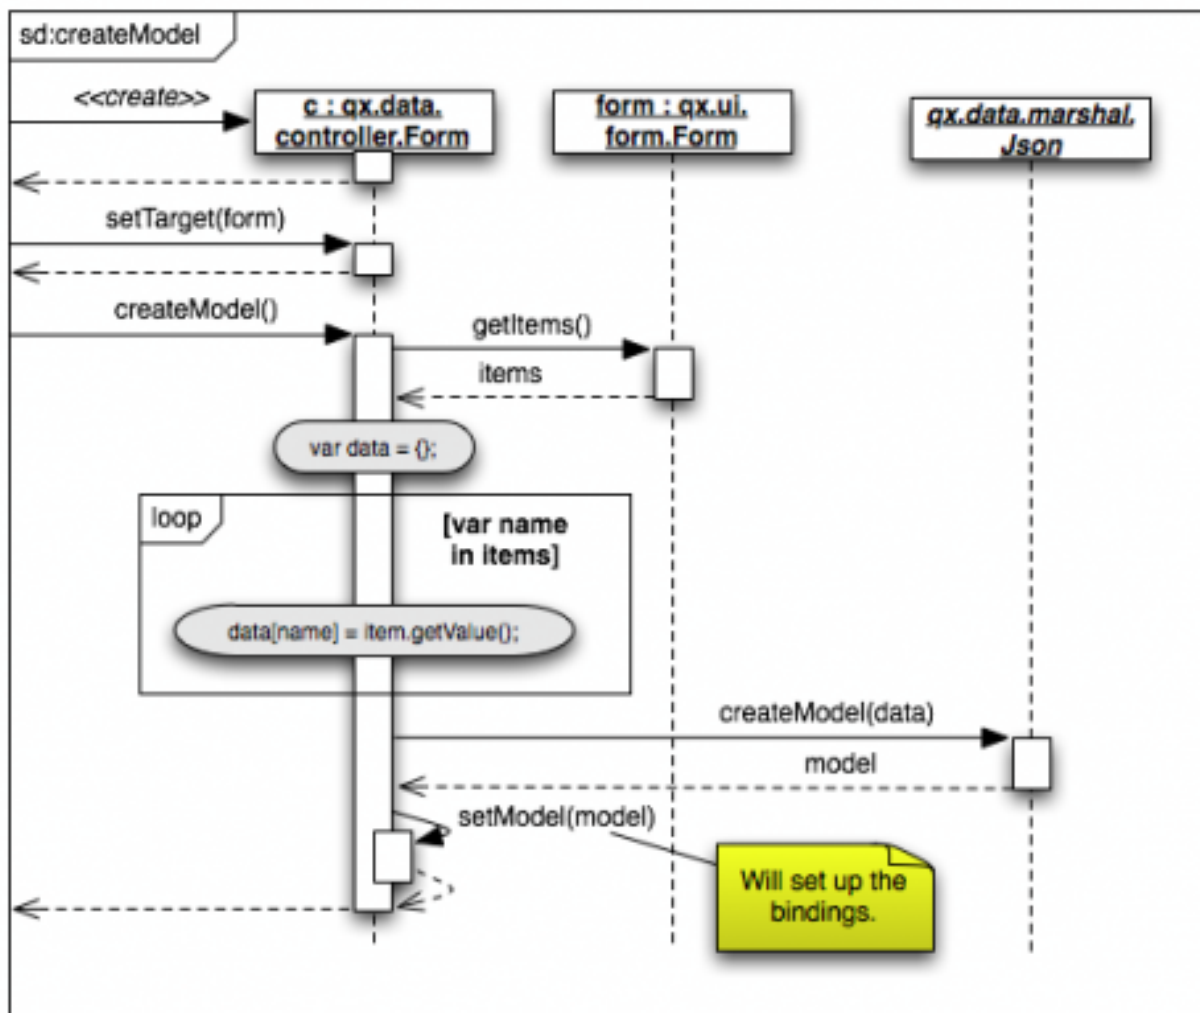 sd:createModel
<<create>>
c : qx.data.
controller.Form
form : qx.ui.
form.Form
qx.data.marshal.
Json
setTarget(form)
createModel()
getItems()
items
var data = {};
loop
[var name
in items]
data[name] = item.getValue();
createModel(data)
model
setModel(model)
Will set up the
bindings.